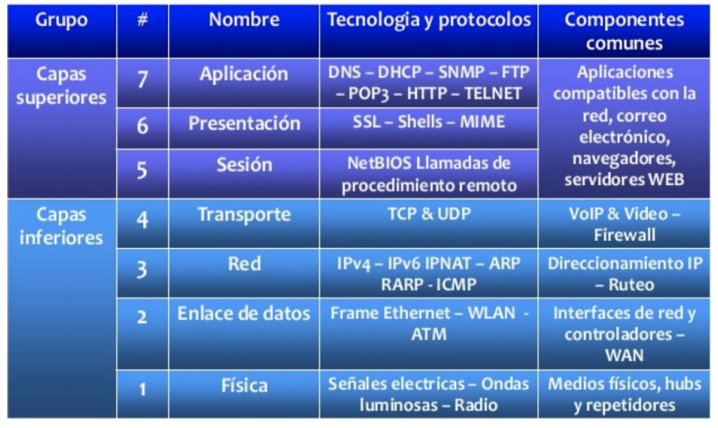 Grupo # Nombre Tecnologia y protocolos Componentes
comunes
Capas
superiores
7 Aplicación DNS – DHCP – SNMP – FTP
– POP3 – HTTP – TELNET
Aplicaciones
compatibles con la
red, correo
electrónico,
navegadores,
servidores WEB
6 Presentación SSL – Shells – MIME
5 Sesión NetBIOS Llamadas de
procedimiento remoto
Capas
inferiores
4 Transporte TCP & UDP VoIP & Video –
Firewall
3 Red IPv4 – IPv6 IPNAT – ARP
RARP - ICMP
Direccionamiento IP
– Ruteo
2 Enlace de datos Frame Ethernet – WLAN -
ATM
Interfaces de red y
controladores –
WAN
1 Física Señales electricas – Ondas
luminosas – Radio
Medios físicos, hubs
y repetidores